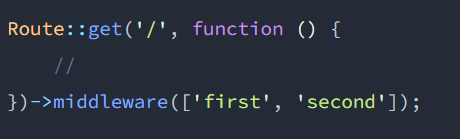 Route::get('/', function () {
    //
})->middleware(['first', 'second']);